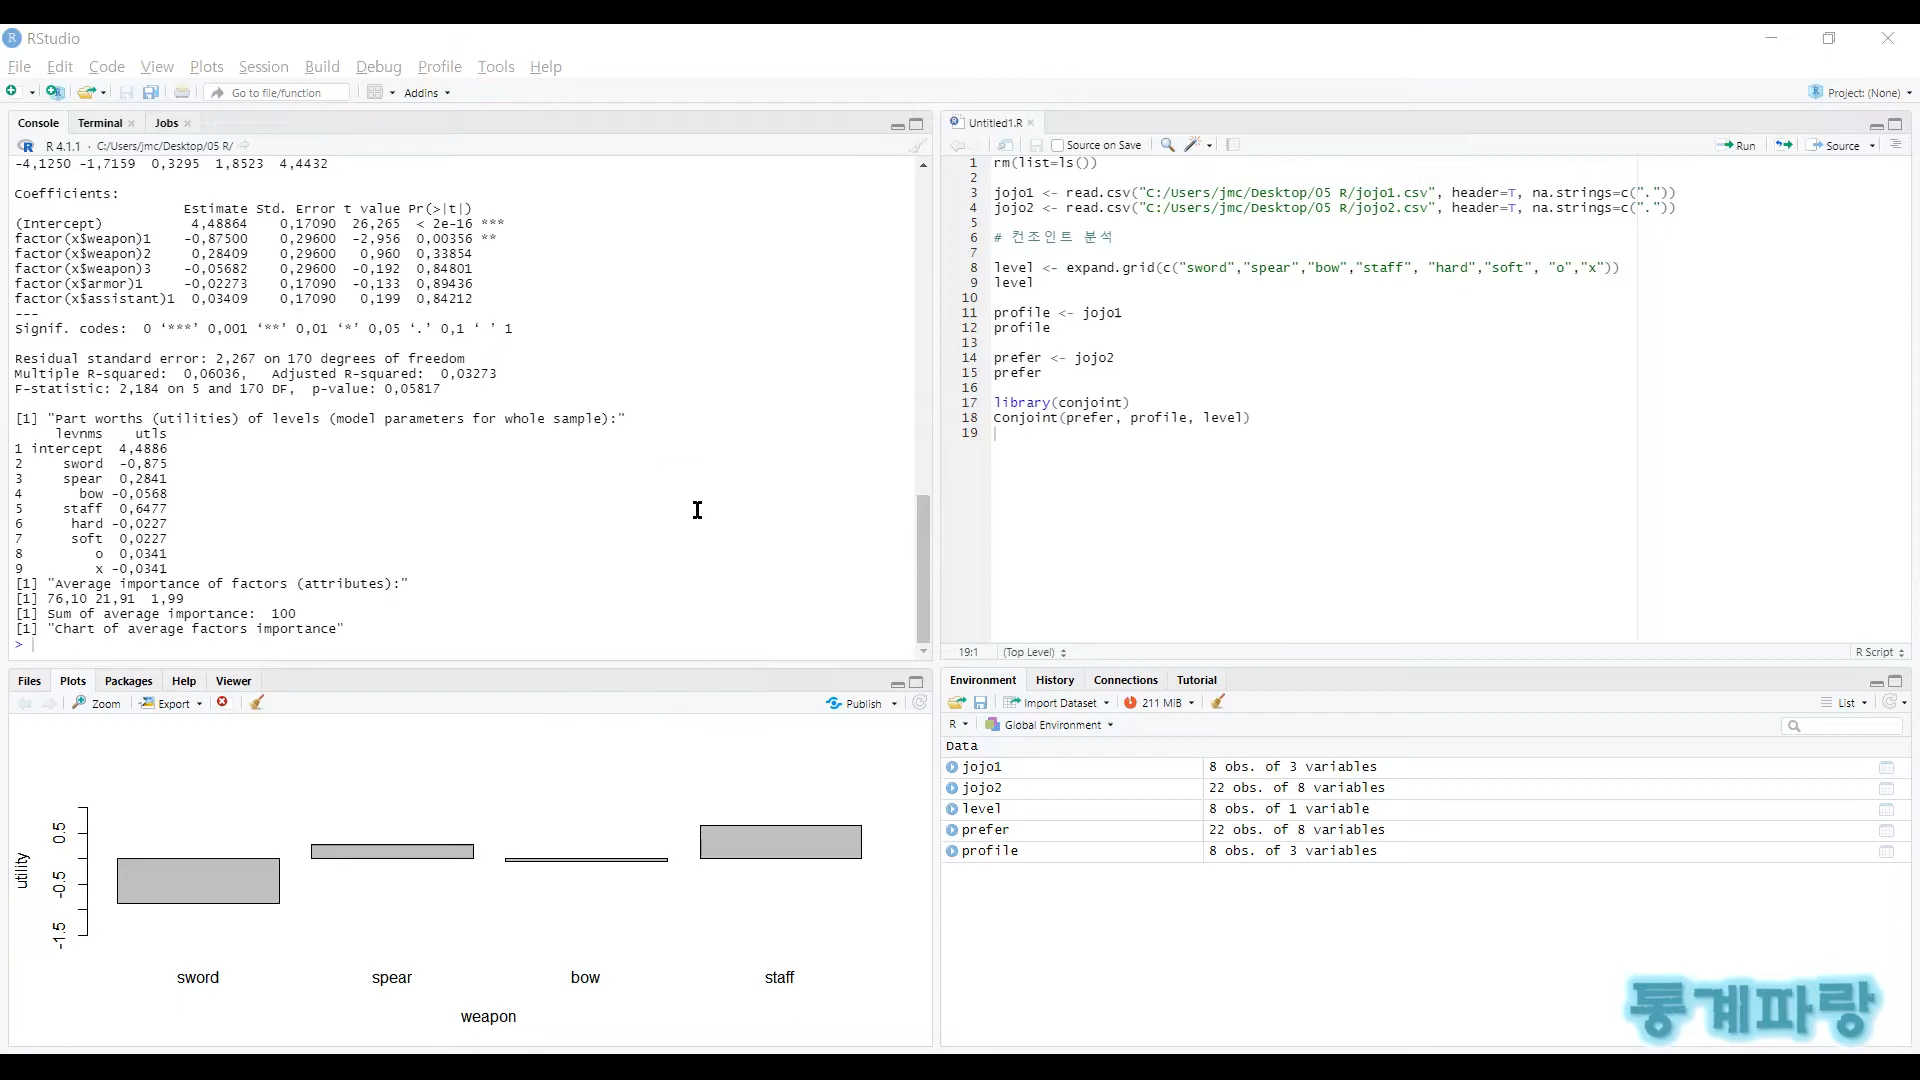 RStudio
File Edit Code View Plots Session Build Debug Profile Tools Help
Go to file/function Addins Project: (None)
Console Terminal Jobs
R 4.1.1 · C:/Users/jmc/Desktop/05 R/
-4,1250 -1,7159 0,3295 1,8523 4,4432
Coefficients:
Estimate Std. Error t value Pr(>|t|)
(Intercept) 4,48864 0,17090 26,265 < 2e-16 ***
factor(x$weapon)1 -0,87500 0,29600 -2,956 0,00356 **
factor(x$weapon)2 0,28409 0,29600 0,960 0,33854
factor(x$weapon)3 -0,05682 0,29600 -0,192 0,84801
factor(x$armor)1 -0,02273 0,17090 -0,133 0,89436
factor(x$assistant)1 0,03409 0,17090 0,199 0,84212
---
Signif. codes: 0 ‘***’ 0,001 ‘**’ 0,01 ‘*’ 0,05 ‘.’ 0,1 ‘ ’ 1
Residual standard error: 2,267 on 170 degrees of freedom
Multiple R-squared: 0,06036, Adjusted R-squared: 0,03273
F-statistic: 2,184 on 5 and 170 DF, p-value: 0,05817
[1] "Part worths (utilities) of levels (model parameters for whole sample):"
levnms utls
1 intercept 4,4886
2 sword -0,875
3 spear 0,2841
4 bow -0,0568
5 staff 0,6477
6 hard -0,0227
7 soft 0,0227
8 o 0,0341
9 x -0,0341
[1] "Average importance of factors (attributes):"
[1] 76,10 21,91 1,99
[1] Sum of average importance: 100
[1] "Chart of average factors importance"
>
Untitled1.R
Source on Save Run Source
1 rm(list=ls())
2
3 jojo1 <- read.csv("C:/Users/jmc/Desktop/05 R/jojo1.csv", header=T, na.strings=c("."))
4 jojo2 <- read.csv("C:/Users/jmc/Desktop/05 R/jojo2.csv", header=T, na.strings=c("."))
5
6 # 컨조인트 분석
7
8 level <- expand.grid(c("sword","spear","bow","staff", "hard","soft", "o","x"))
9 level
10
11 profile <- jojo1
12 profile
13
14 prefer <- jojo2
15 prefer
16
17 library(conjoint)
18 Conjoint(prefer, profile, level)
19
19:1 (Top Level) R Script
Files Plots Packages Help Viewer
Zoom Export Publish
utility
0.5
-0.5
-1.5
sword spear bow staff
weapon
Environment History Connections Tutorial
Import Dataset 211 MiB List
R Global Environment
Data
jojo1 8 obs. of 3 variables
jojo2 22 obs. of 8 variables
level 8 obs. of 1 variable
prefer 22 obs. of 8 variables
profile 8 obs. of 3 variables
통계파랑